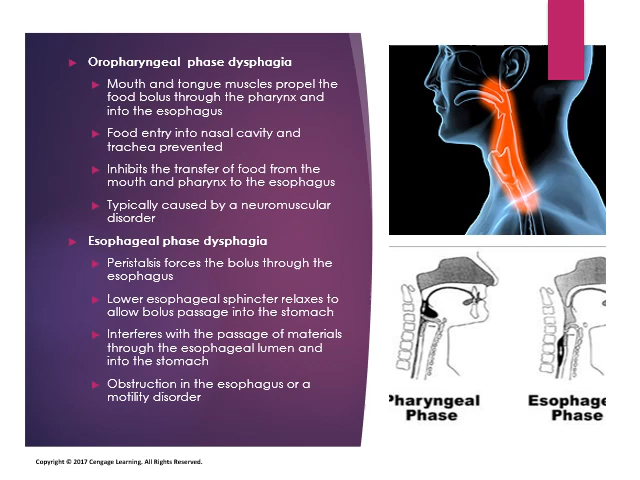 Oropharyngeal phase dysphagia
Mouth and tongue muscles propel the
food bolus through the pharynx and
into the esophagus
Food entry into nasal cavity and
trachea prevented
Inhibits the transfer of food from the
mouth and pharynx to the esophagus
Typically caused by a neuromuscular
disorder
Esophageal phase dysphagia
Peristalsis forces the bolus through the
esophagus
Lower esophageal sphincter relaxes to
allow bolus passage into the stomach
Interferes with the passage of materials
through the esophageal lumen and
into the stomach
Obstruction in the esophagus or a
motility disorder
Pharyngeal
Phase
Esophage
Phase
Copyright © 2017 Cengage Learning. All Rights Reserved.